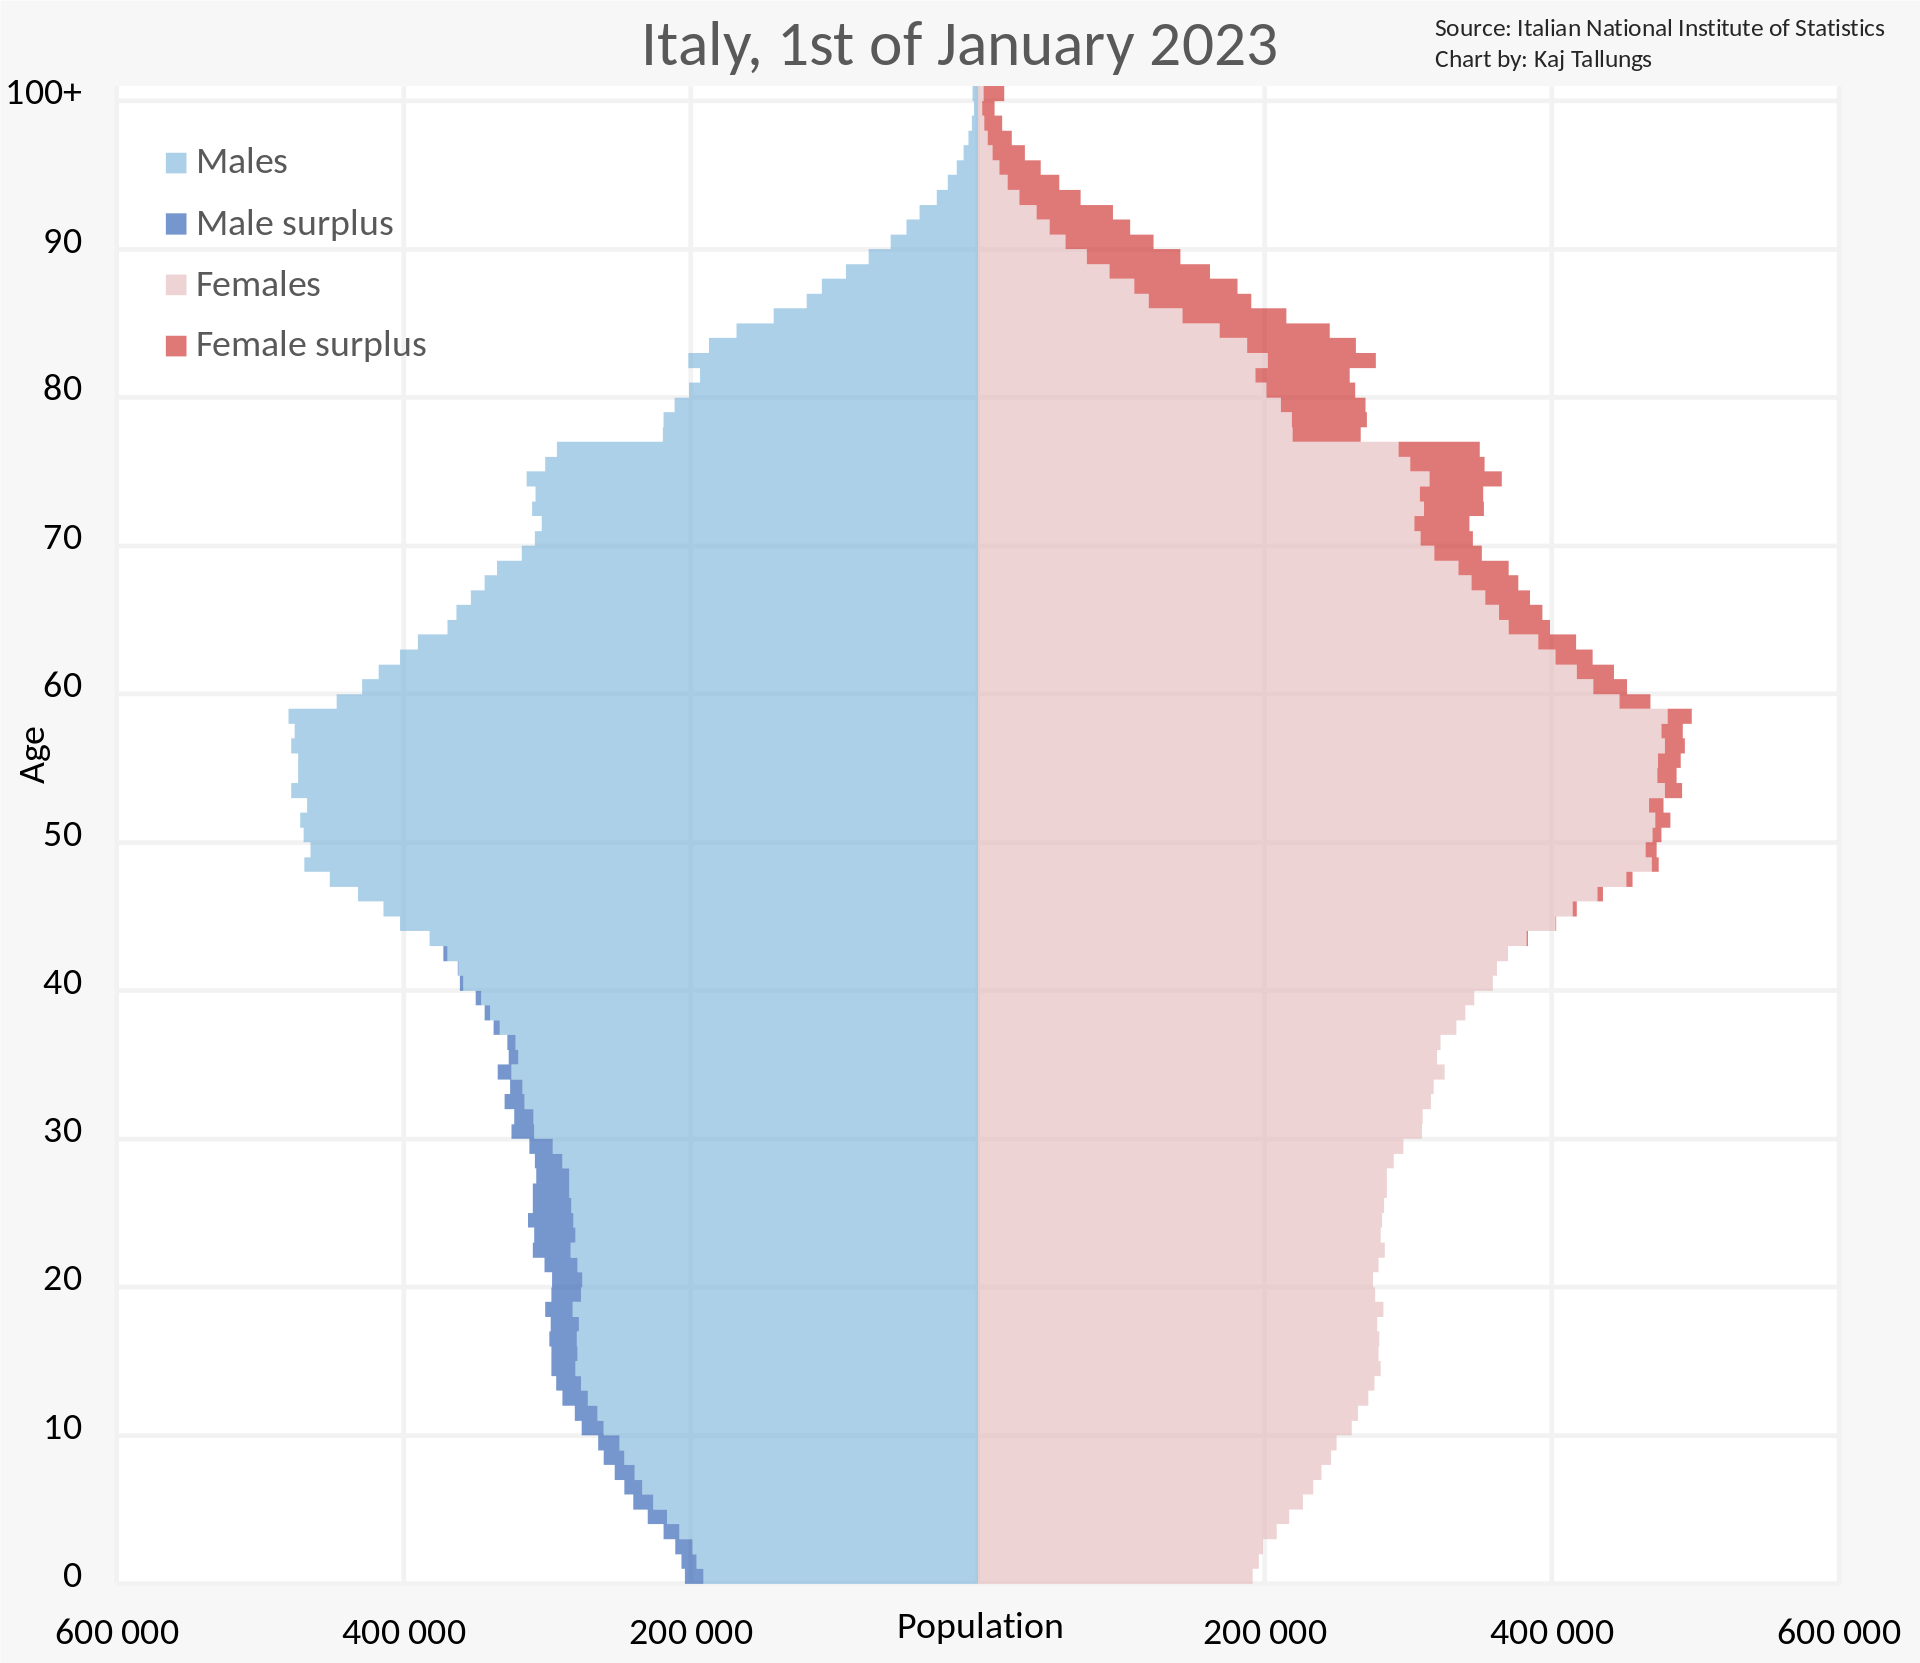 Italy, 1st of January 2023
Source: Italian National Institute of Statistics
Chart by: Kaj Tallungs
100+
Males
Male surplus
90
Females
Female surplus
80
70
60
Age
50
40
30
20
10
0
600 000 400 000 200 000 Population 200 000 400 000 600 000